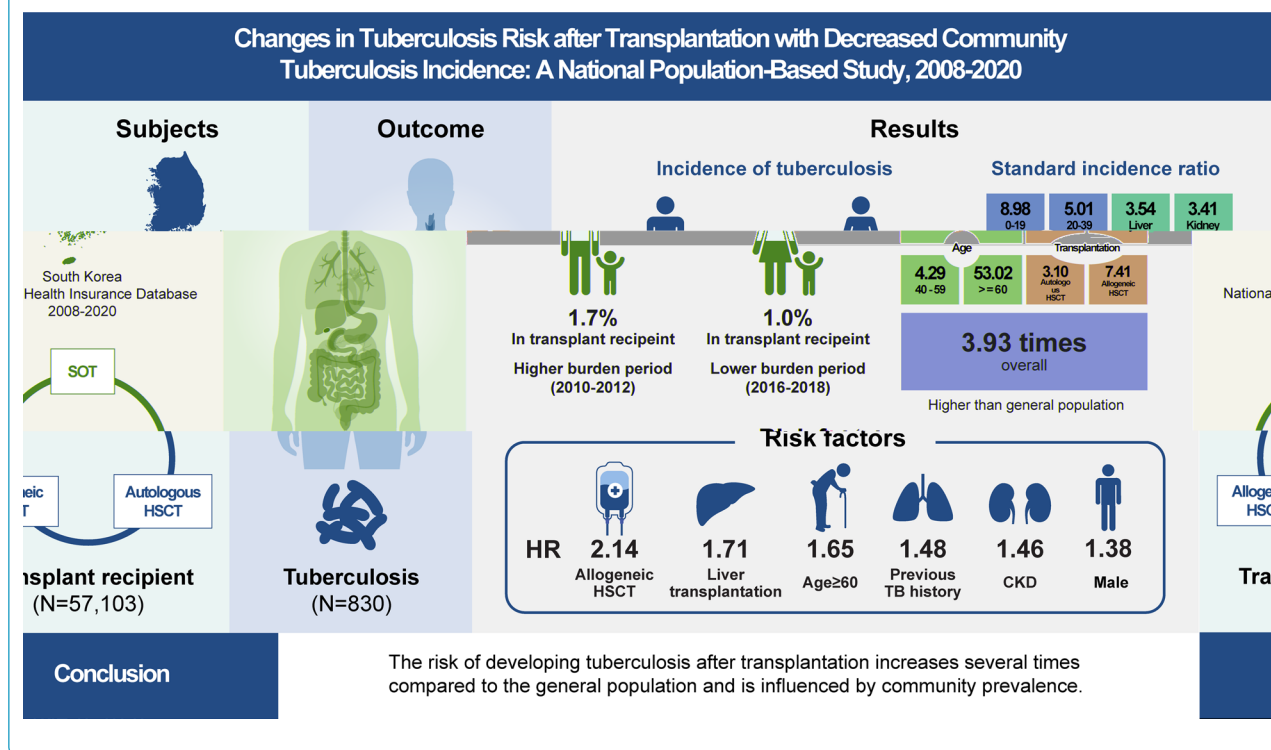 Changes in Tuberculosis Risk after Transplantation with Decreased Community
Tuberculosis Incidence: A National Population-Based Study, 2008-2020
Subjects
Outcome
Results
South Korea
Health Insurance Database
2008-2020
National
SOT
Autologous
HSCT
eic
T
Alloge
HSC
nsplant recipient
(N=57,103)
Tra
Tuberculosis
(N=830)
Incidence of tuberculosis
1.7%
In transplant recipeint
Higher burden period
(2010-2012)
1.0%
In transplant recipeint
Lower burden period
(2016-2018)
Standard incidence ratio
8.98
0-19
5.01
20-39
3.54
Liver
3.41
Kidney
Age
Transplantation
4.29
40 - 59
53.02
>= 60
3.10
Autologo
us
HSCT
7.41
Allogeneic
HSCT
3.93 times
overall
Higher than general population
Risk factors
HR
2.14
Allogeneic
HSCT
1.71
Liver
transplantation
1.65
Age≥60
1.48
Previous
TB history
1.46
CKD
1.38
Male
Conclusion
The risk of developing tuberculosis after transplantation increases several times
compared to the general population and is influenced by community prevalence.